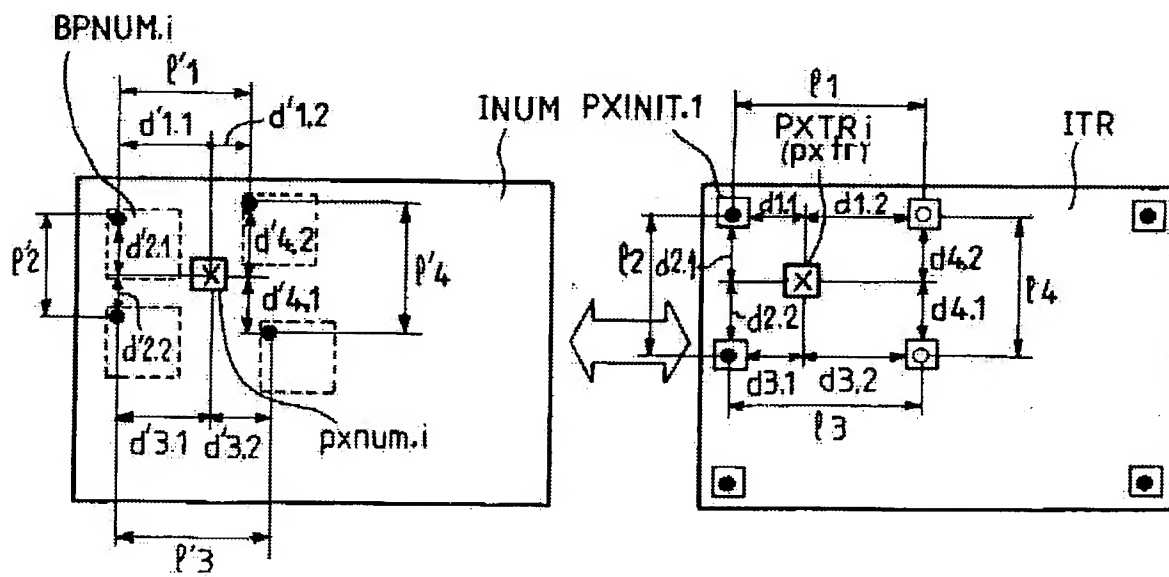 BPNUM.i
ℓ'1
d'1.1
d'1,2
INUM
PXINIT.1
ℓ1
PXTR i
(px fr)
ITR
d1.1
d1.2
ℓ'2
d'2.1
d'4,2
ℓ'4
ℓ2
d2.1
X
d4.2
ℓ4
X
d'4.1
d'2.2
d2.2
d4.1
d3.1
d3,2
ℓ3
d'3.1
d'3,2
pxnum.i
ℓ'3